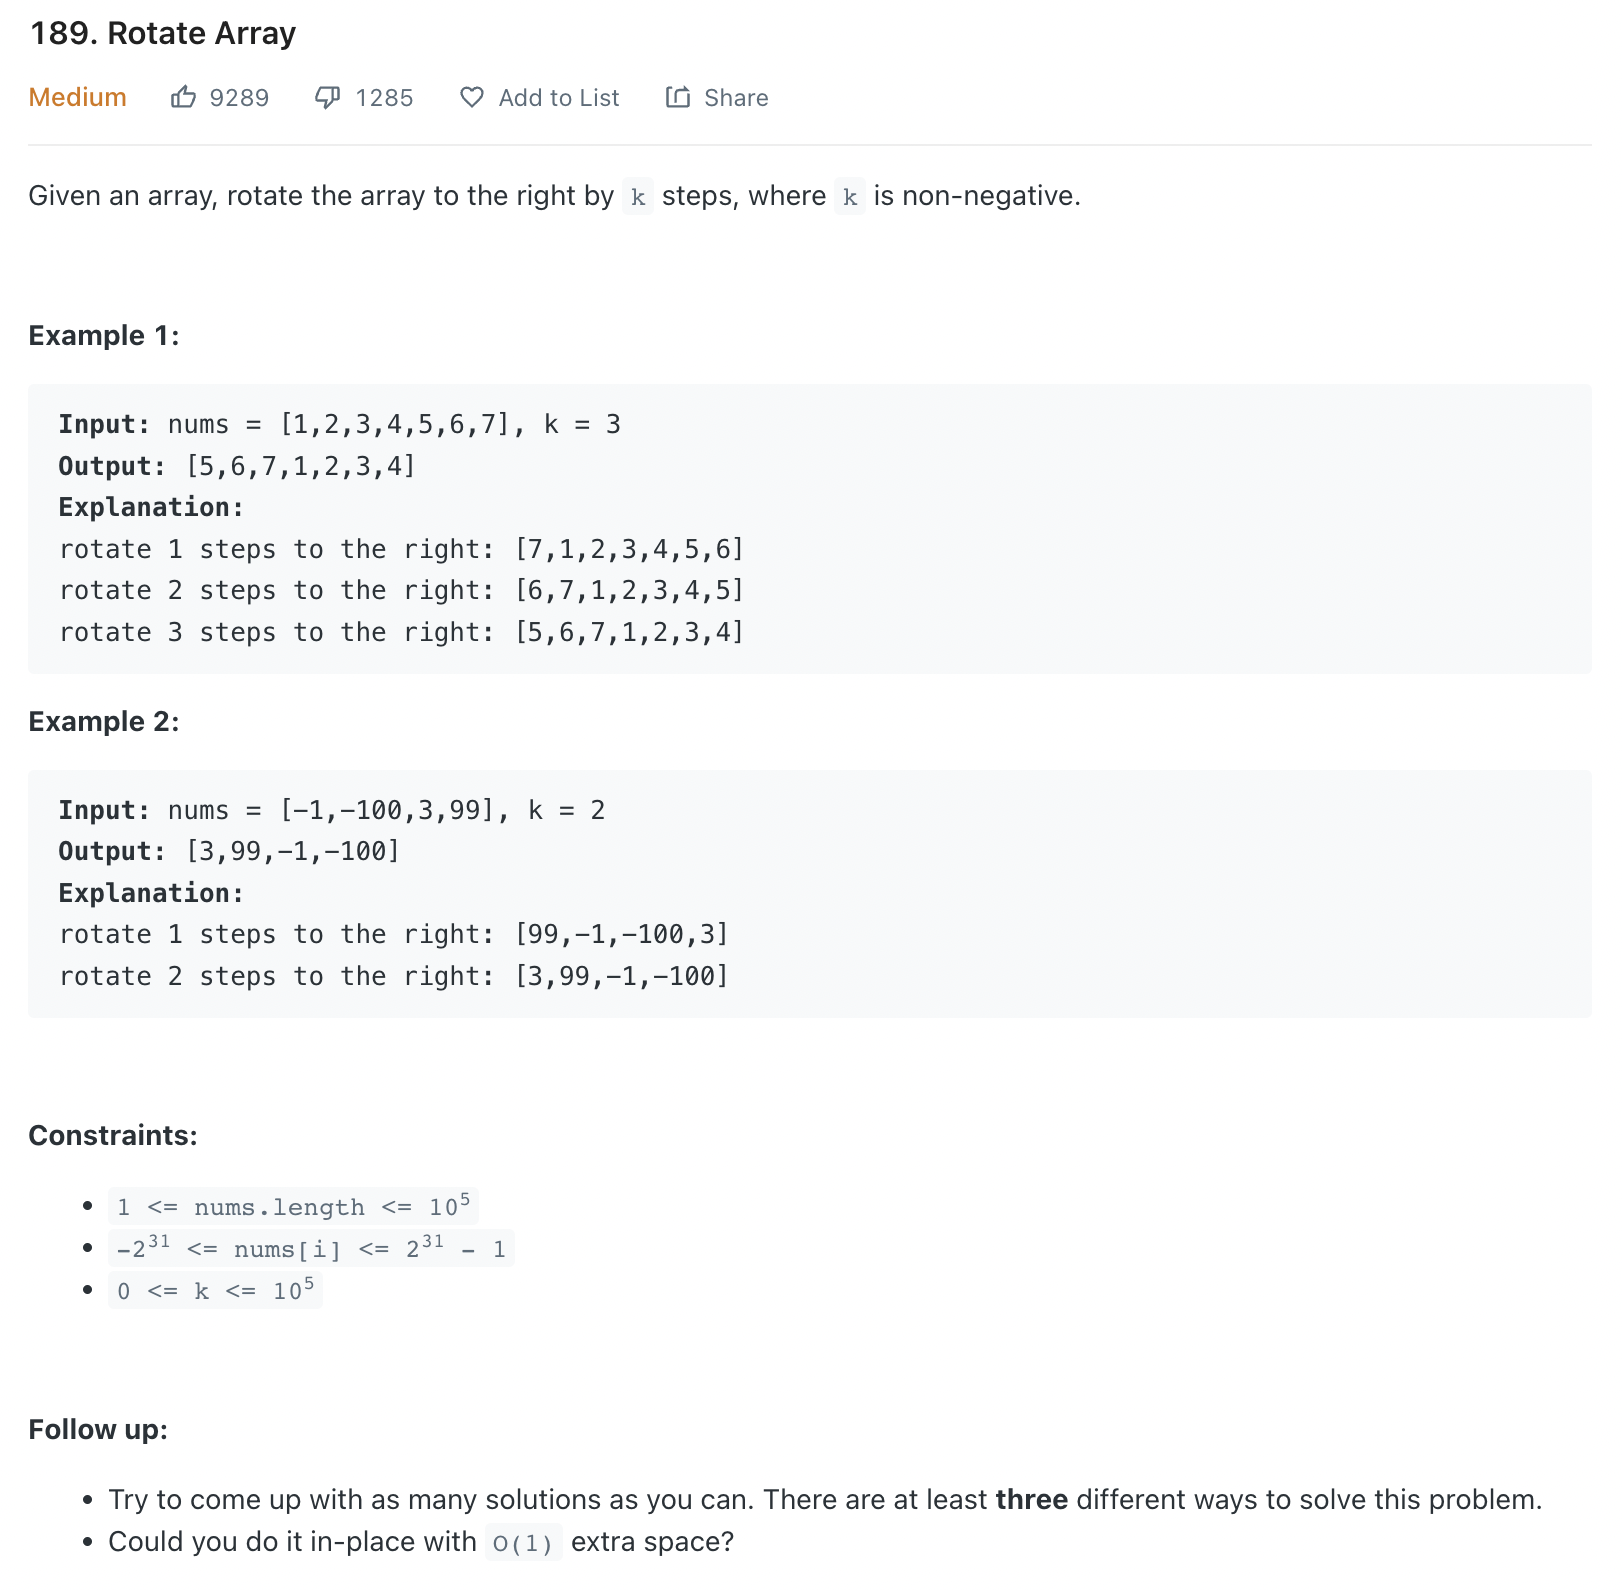 189. Rotate Array
Medium 9289 1285 Add to List Share
Given an array, rotate the array to the right by k steps, where k is non-negative.
Example 1:
Input: nums = [1,2,3,4,5,6,7], k = 3
Output: [5,6,7,1,2,3,4]
Explanation:
rotate 1 steps to the right: [7,1,2,3,4,5,6]
rotate 2 steps to the right: [6,7,1,2,3,4,5]
rotate 3 steps to the right: [5,6,7,1,2,3,4]
Example 2:
Input: nums = [-1,-100,3,99], k = 2
Output: [3,99,-1,-100]
Explanation:
rotate 1 steps to the right: [99,-1,-100,3]
rotate 2 steps to the right: [3,99,-1,-100]
Constraints:
• 1 <= nums.length <= 10⁵
• -2³¹ <= nums[i] <= 2³¹ - 1
• 0 <= k <= 10⁵
Follow up:
• Try to come up with as many solutions as you can. There are at least three different ways to solve this problem.
• Could you do it in-place with O(1) extra space?